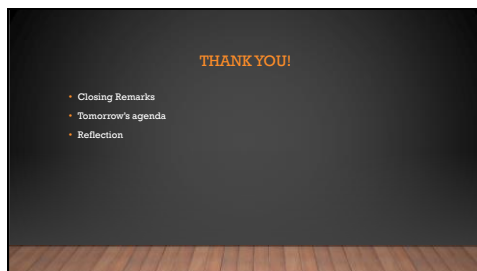 THANK YOU!
• Closing Remarks
• Tomorrow's agenda
• Reflection